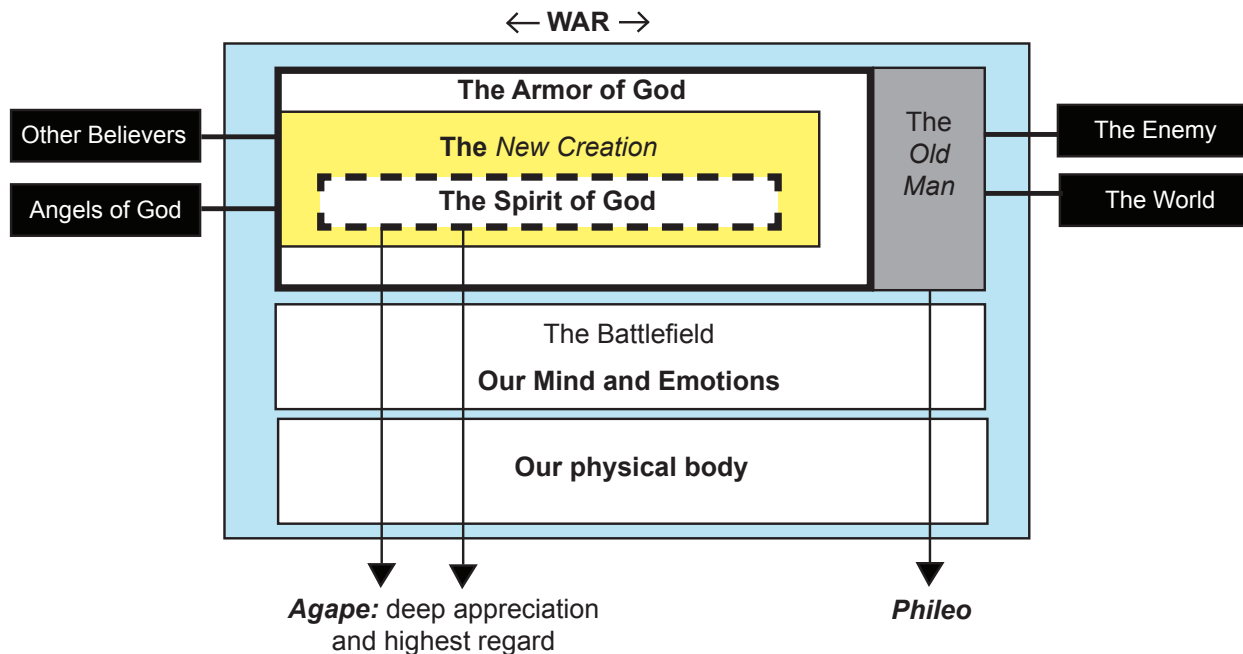 ← WAR →
The Armor of God
Other Believers
Angels of God
The New Creation
The Spirit of God
The
Old
Man
The Enemy
The World
The Battlefield
Our Mind and Emotions
Our physical body
Agape: deep appreciation
and highest regard
Phileo